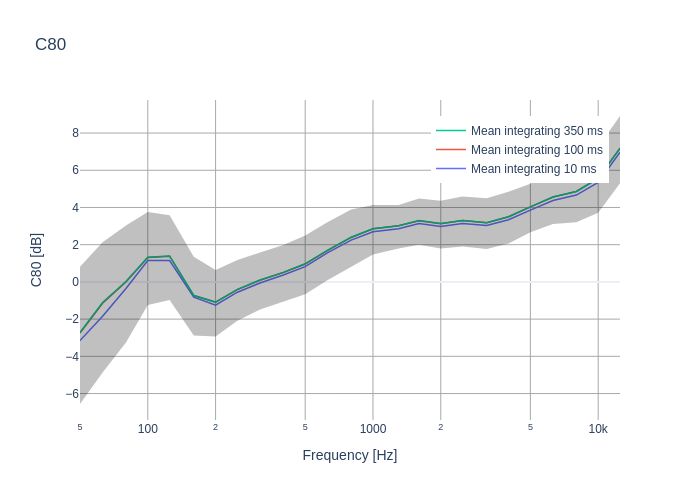 C80
Mean integrating 350 ms
Mean integrating 100 ms
Mean integrating 10 ms
8
6
4
2
0
−2
−4
−6
C80 [dB]
5 100 2 5 1000 2 5 10k
Frequency [Hz]